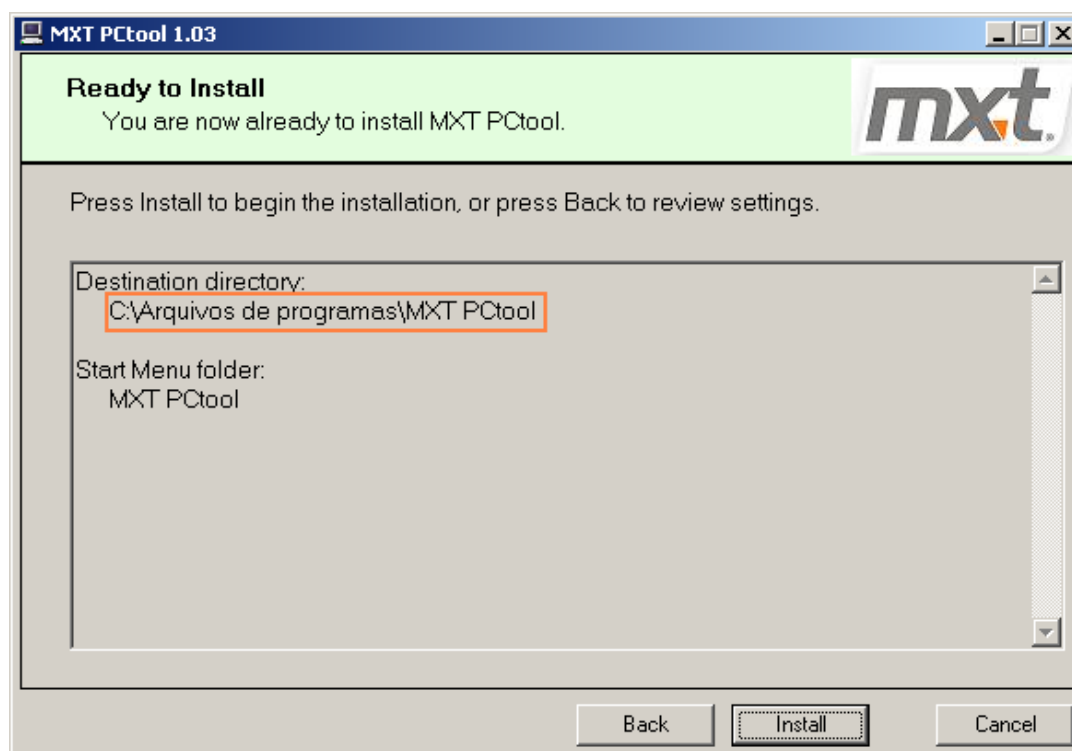 MXT PCtool 1.03
Ready to Install
You are now already to install MXT PCtool.
mxt
Press Install to begin the installation, or press Back to review settings.
Destination directory:
C:\Arquivos de programas\MXT PCtool
Start Menu folder:
MXT PCtool
Back Install Cancel